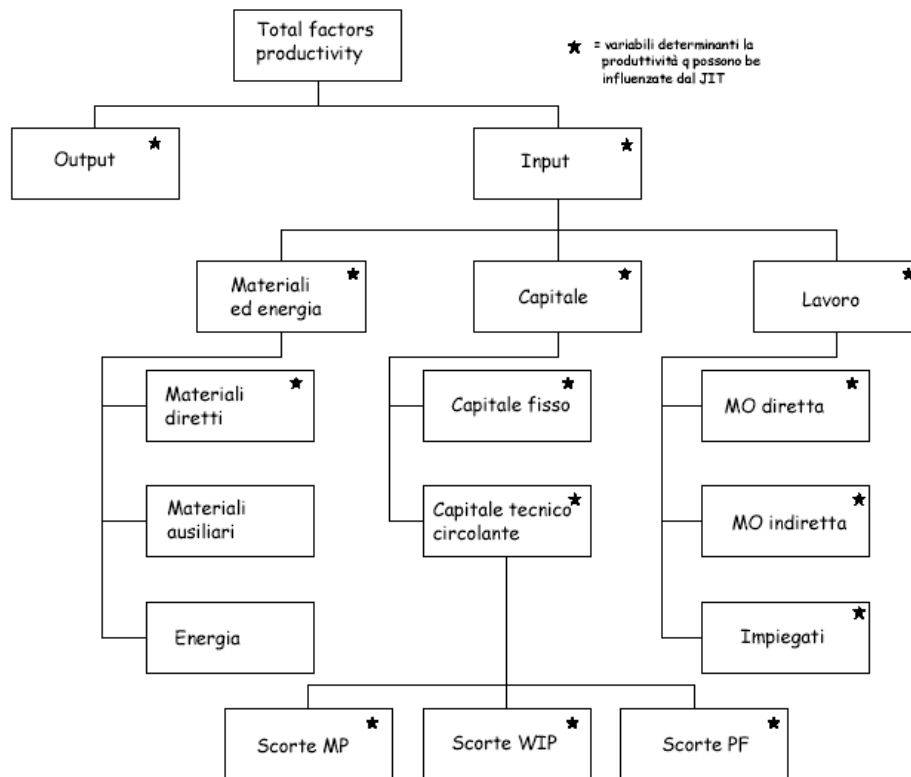 Total factors
productivity
= variabili determinanti la
produttività q possono be
influenzate dal JIT
Output
Input
Materiali
ed energia
Capitale
Lavoro
Materiali
diretti
Capitale fisso
MO diretta
Materiali
ausiliari
Capitale tecnico
circolante
MO indiretta
Energia
Impiegati
Scorte MP
Scorte WIP
Scorte PF